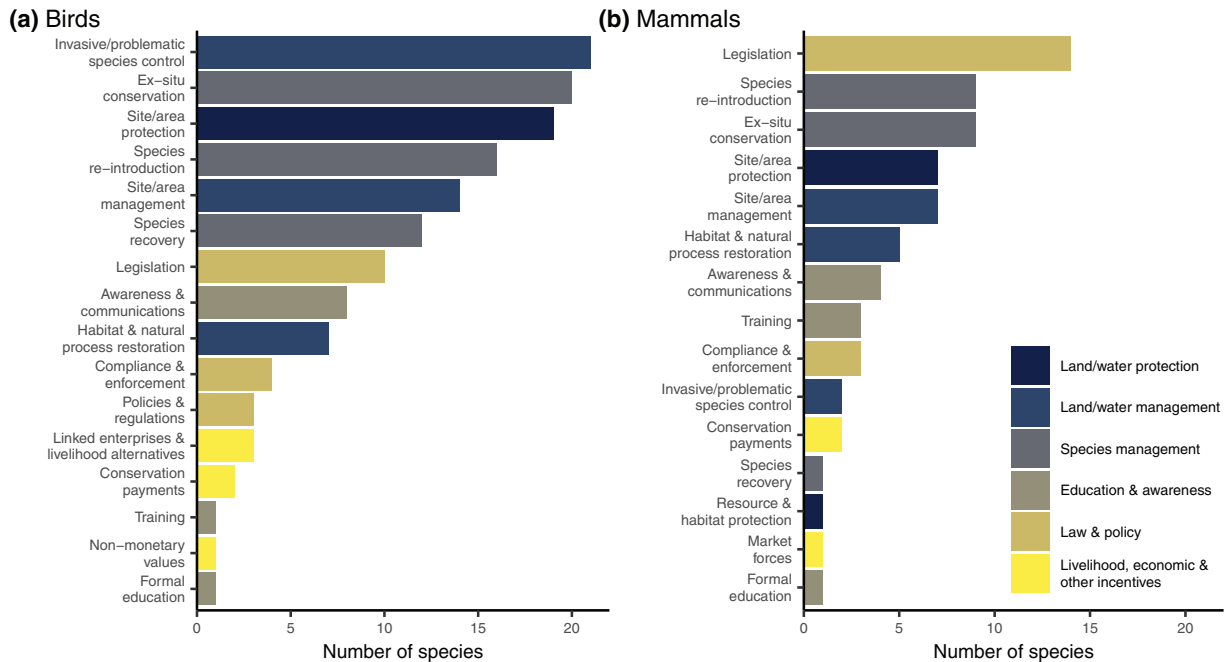 (a) Birds
Invasive/problematic
species control
Ex−situ
conservation
Site/area
protection
Species
re−introduction
Site/area
management
Species
recovery
Legislation
Awareness &
communications
Habitat & natural
process restoration
Compliance &
enforcement
Policies &
regulations
Linked enterprises &
livelihood alternatives
Conservation
payments
Training
Non−monetary
values
Formal
education
0 5 10 15 20
Number of species
(b) Mammals
Legislation
Species
re−introduction
Ex−situ
conservation
Site/area
protection
Site/area
management
Habitat & natural
process restoration
Awareness &
communications
Training
Compliance &
enforcement
Invasive/problematic
species control
Conservation
payments
Species
recovery
Resource &
habitat protection
Market
forces
Formal
education
0 5 10 15 20
Number of species
Land/water protection
Land/water management
Species management
Education & awareness
Law & policy
Livelihood, economic &
other incentives